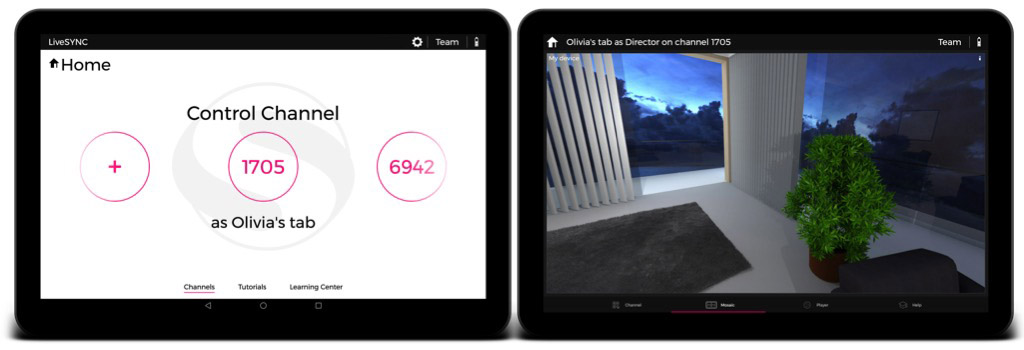 LiveSYNC
Team
Home
Control Channel
+
1705
6942
as Olivia's tab
Channels
Tutorials
Learning Center
Olivia's tab as Director on channel 1705
Team
My device
Channel
Mosaic
Player
Help